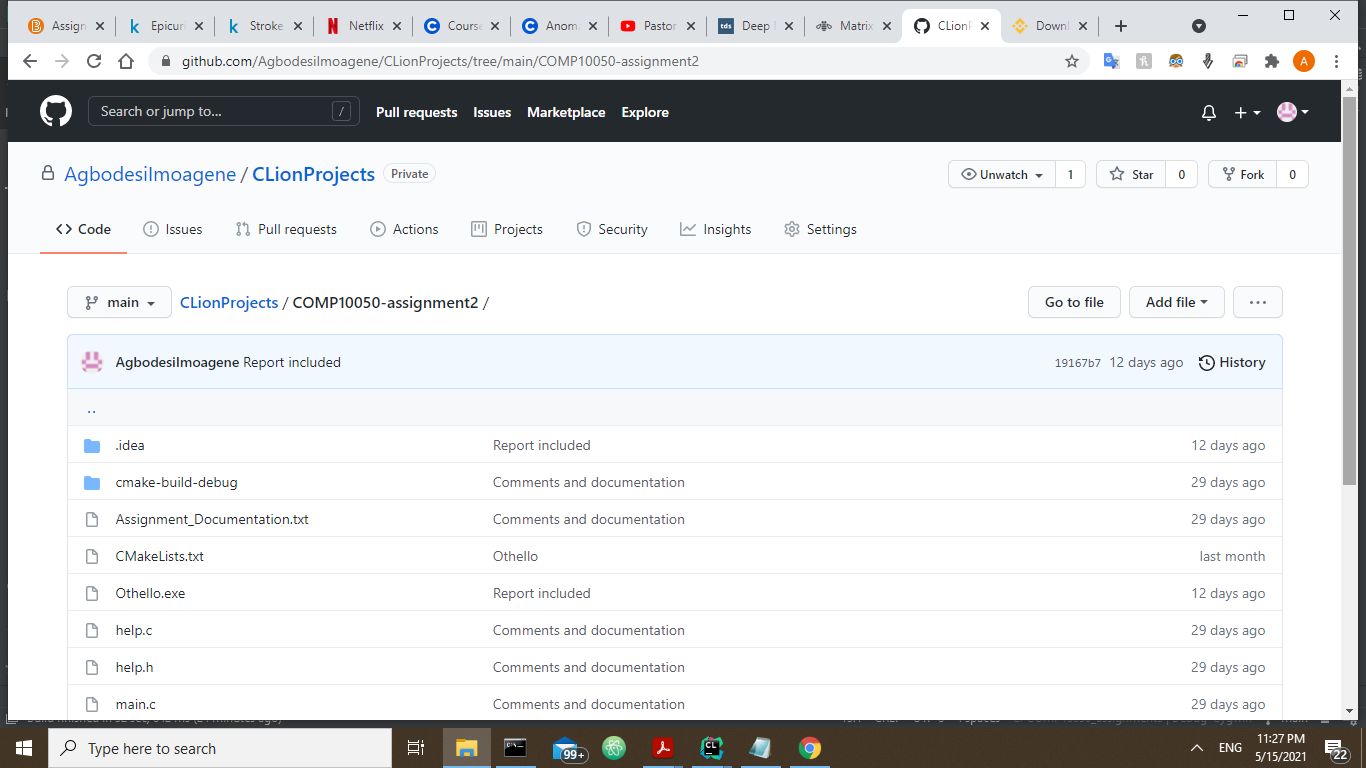 Assign
Epicuri
Stroke
Netflix
Course
Anoma
Pastor
Deep
Matrix
CLionP
Downl
github.com/AgbodesiImoagene/CLionProjects/tree/main/COMP10050-assignment2
A
Search or jump to... /
Pull requests Issues Marketplace Explore
AgbodesiImoagene / CLionProjects Private
Unwatch 1 Star 0 Fork 0
Code Issues Pull requests Actions Projects Security Insights Settings
main CLionProjects / COMP10050-assignment2 /
Go to file Add file ...
AgbodesiImoagene Report included 19167b7 12 days ago History
..
.idea Report included 12 days ago
cmake-build-debug Comments and documentation 29 days ago
Assignment_Documentation.txt Comments and documentation 29 days ago
CMakeLists.txt Othello last month
Othello.exe Report included 12 days ago
help.c Comments and documentation 29 days ago
help.h Comments and documentation 29 days ago
main.c Comments and documentation 29 days ago
Type here to search
99+
ENG
11:27 PM
5/15/2021
22